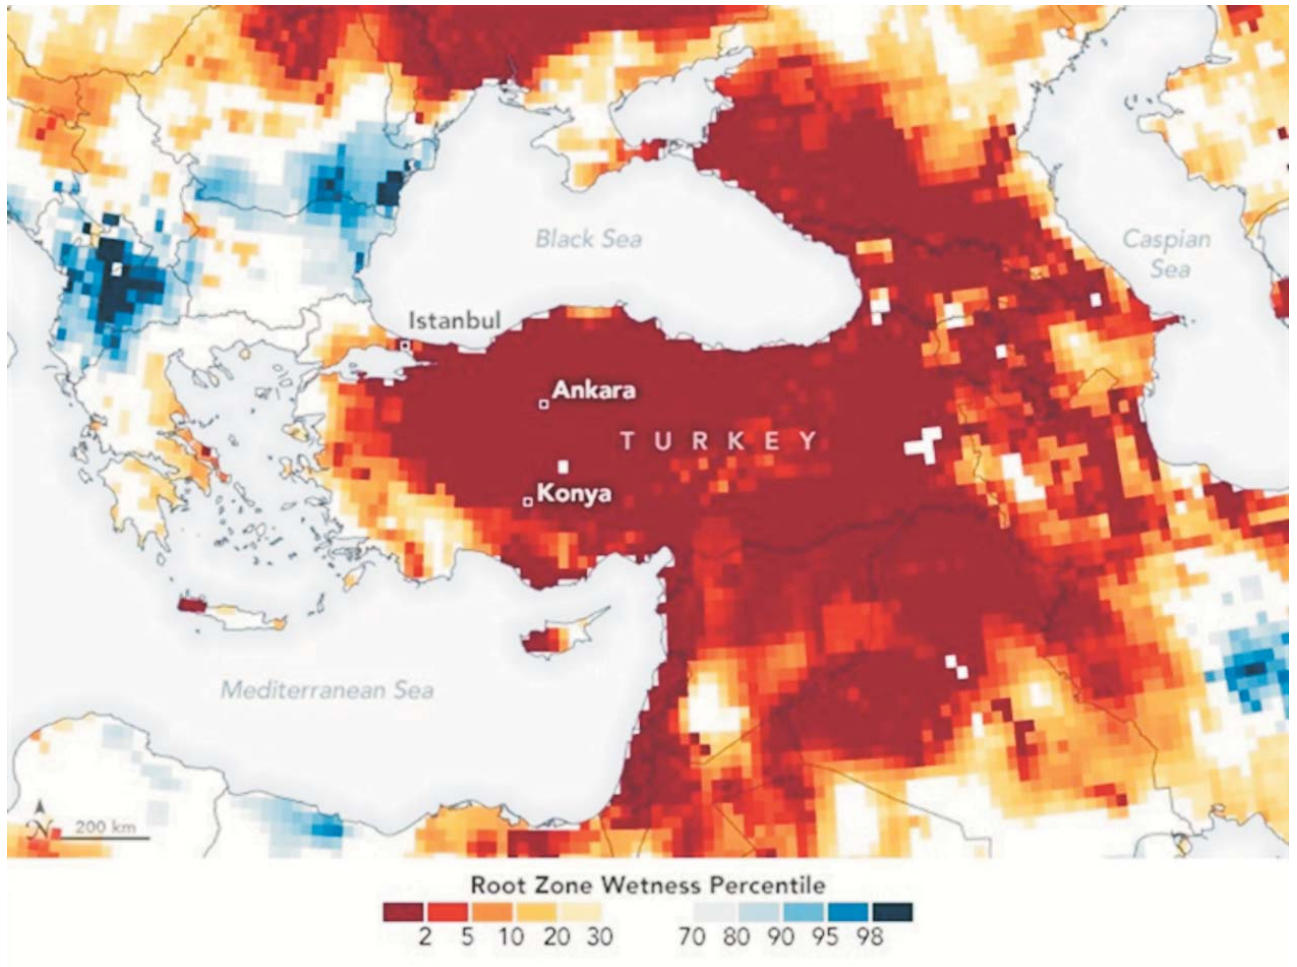 Black Sea
Caspian
Sea
Istanbul
Ankara
TURKEY
Konya
Mediterranean Sea
N
200 km
Root Zone Wetness Percentile
2 5 10 20 30 70 80 90 95 98